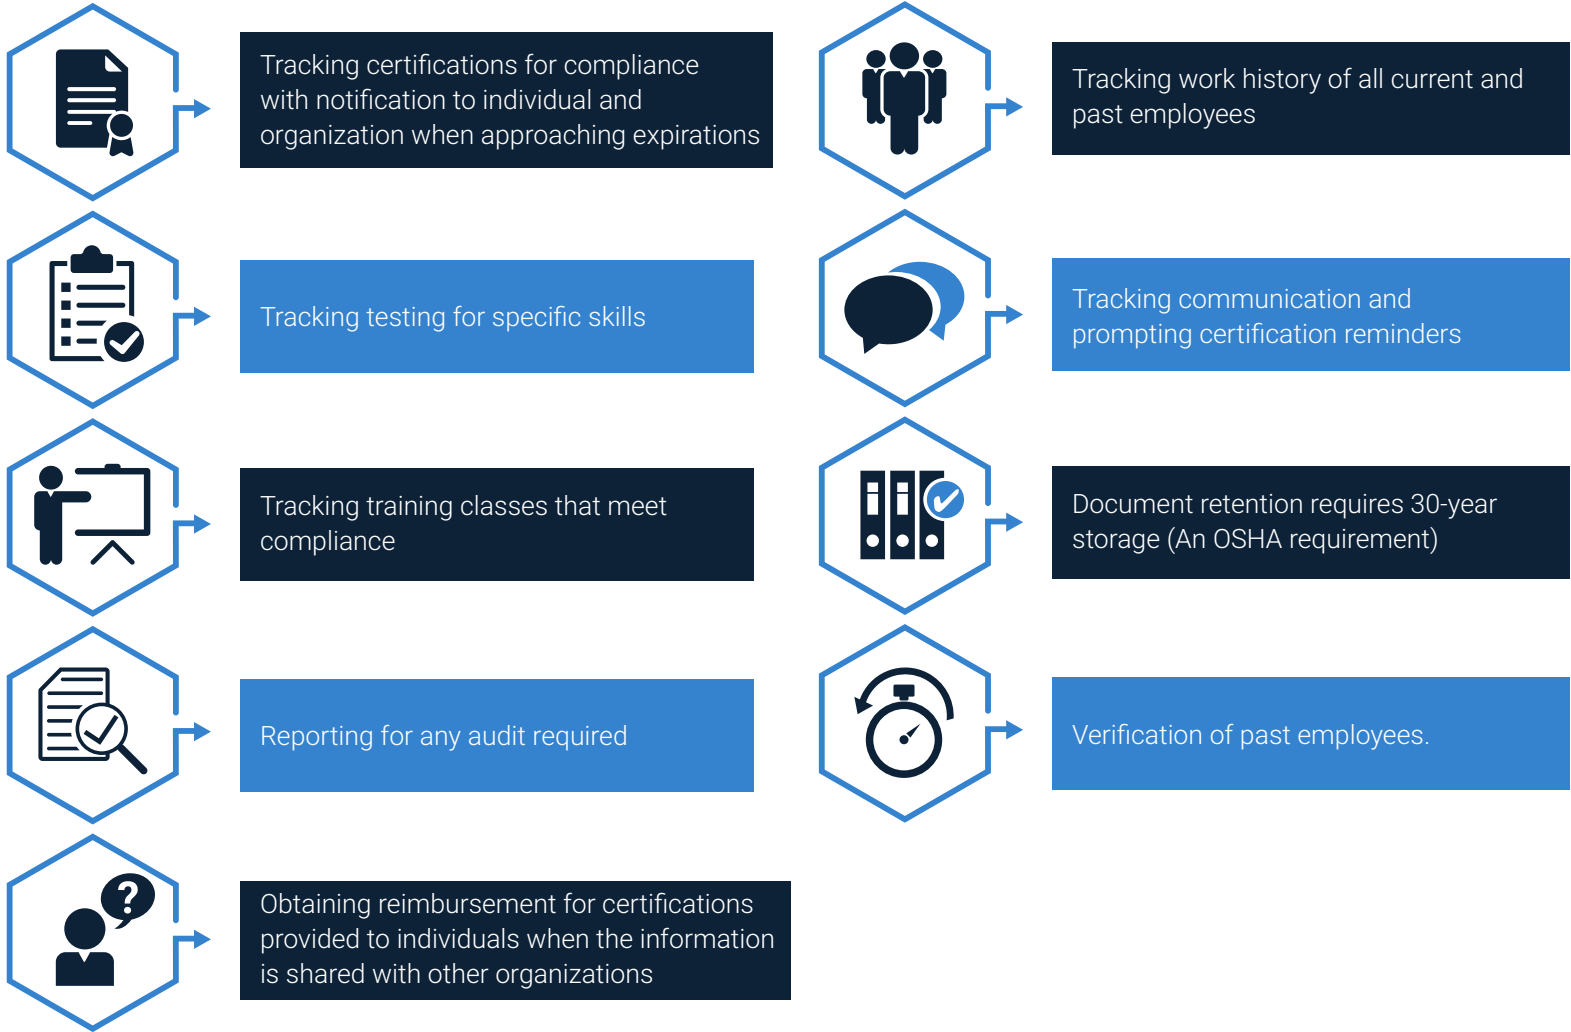 Tracking certifications for compliance
with notification to individual and
organization when approaching expirations
Tracking testing for specific skills
Tracking training classes that meet
compliance
Reporting for any audit required
?
Obtaining reimbursement for certifications
provided to individuals when the information
is shared with other organizations
Tracking work history of all current and
past employees
Tracking communication and
prompting certification reminders
Document retention requires 30-year
storage (An OSHA requirement)
Verification of past employees.